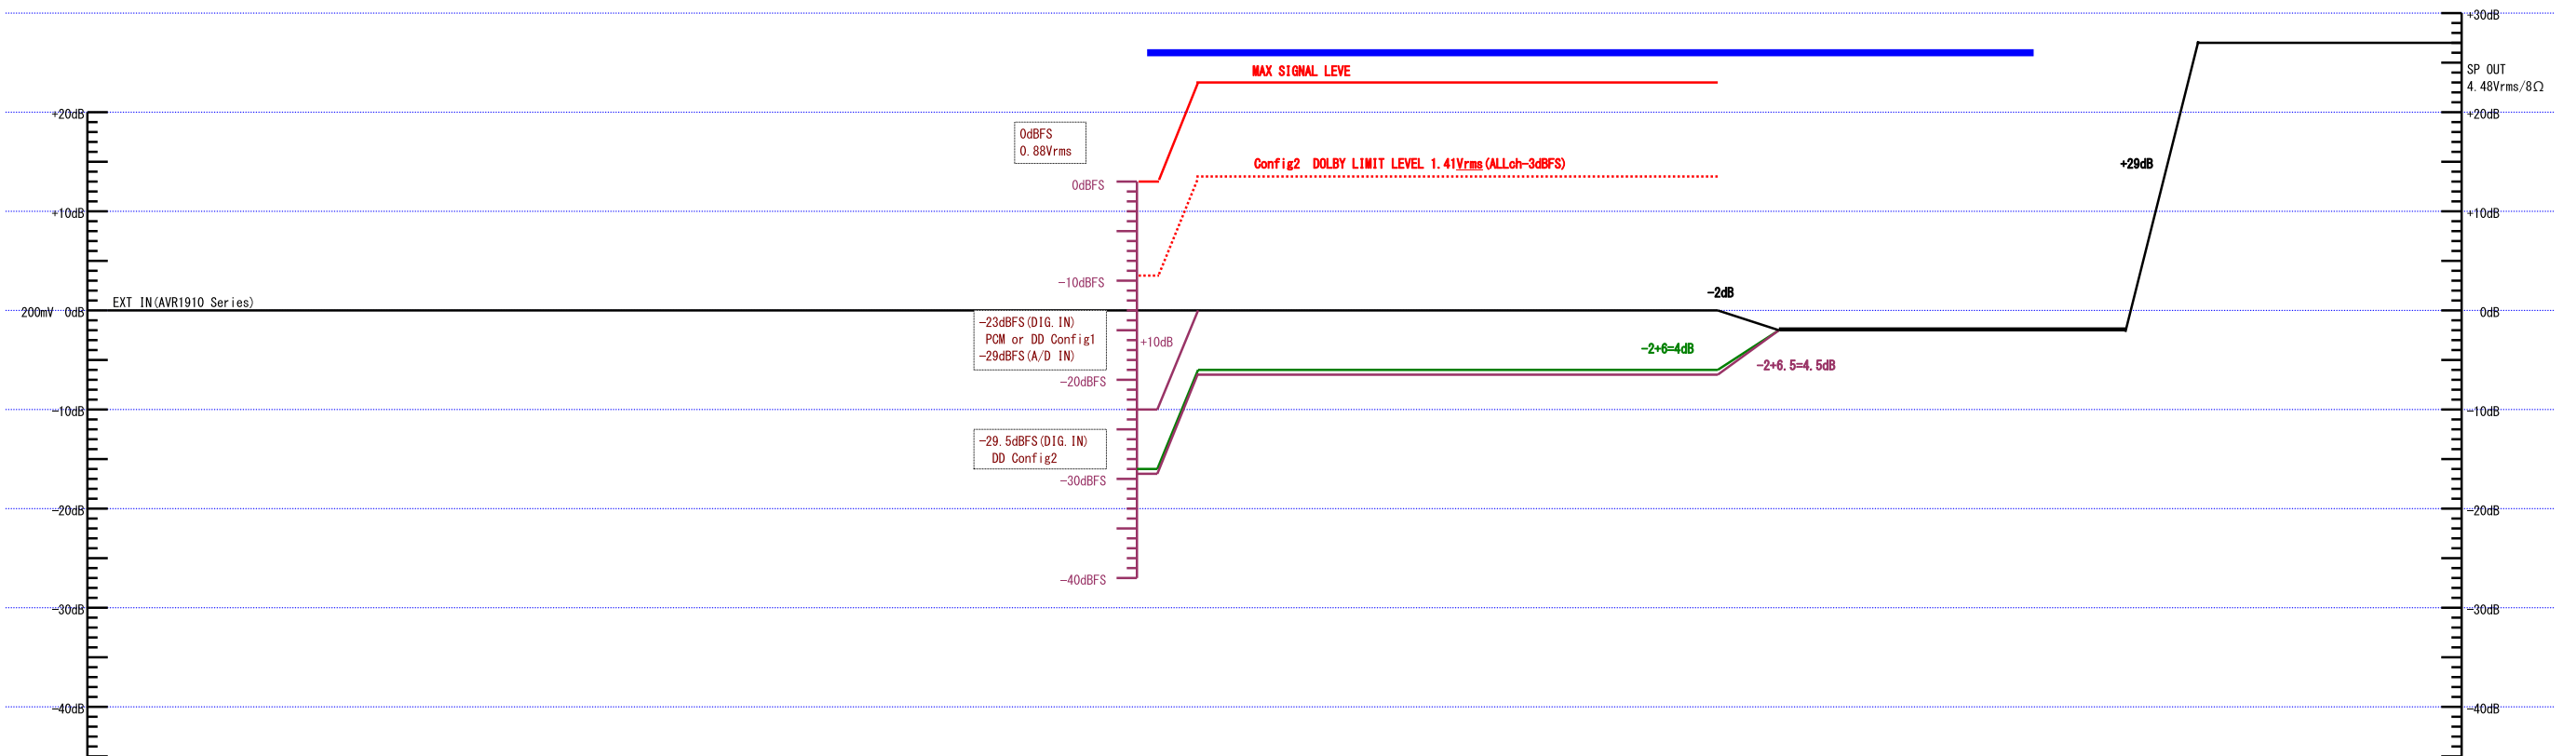 +30dB
SP OUT
4.48Vrms/8Ω
MAX SIGNAL LEVE
+20dB
+20dB
0dBFS
0.88Vrms
Config2 DOLBY LIMIT LEVEL 1.41Vrms(ALLch-3dBFS)
+29dB
0dBFS
+10dB
+10dB
-10dBFS
EXT IN(AVR1910 Series)
-2dB
200mV 0dB
0dB
-23dBFS(DIG.IN)
PCM or DD Config1
-29dBFS(A/D IN)
+10dB
-2+6=4dB
-2+6.5=4.5dB
-20dBFS
-10dB
-10dB
-29.5dBFS(DIG.IN)
DD Config2
-30dBFS
-20dB
-20dB
-40dBFS
-30dB
-30dB
-40dB
-40dB